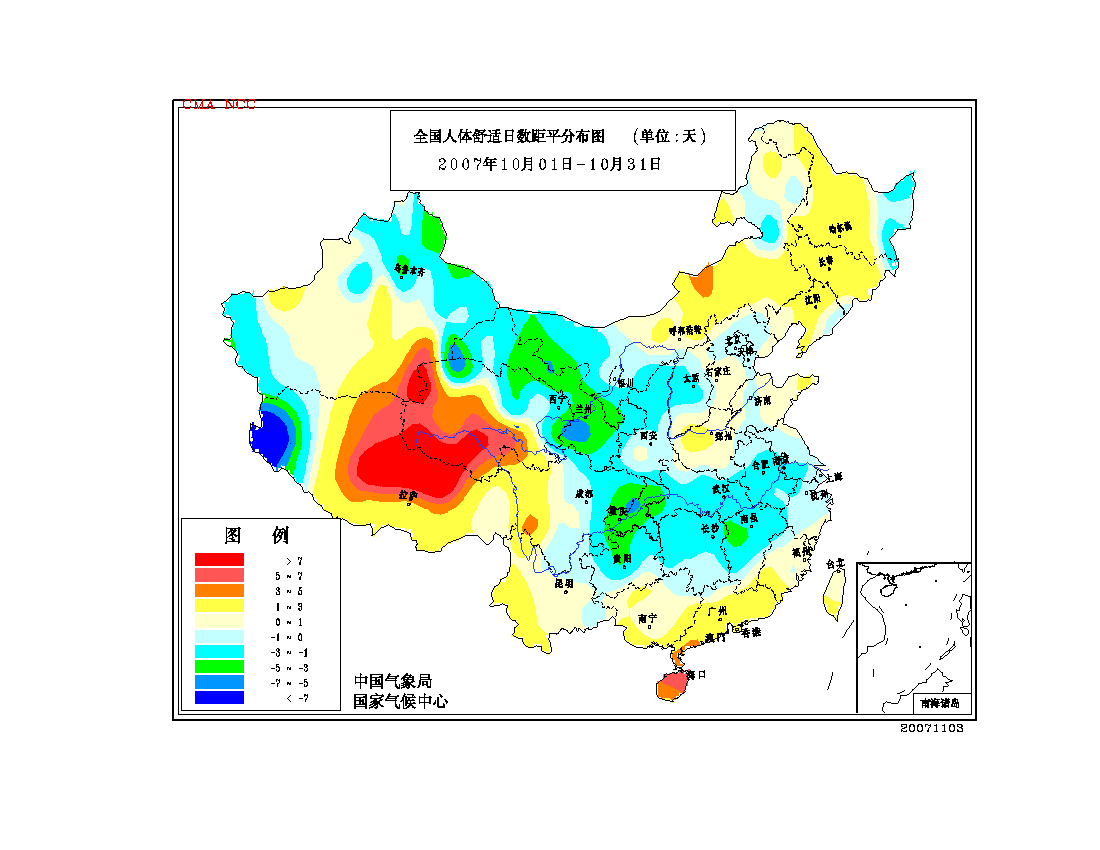 CMA NCC
全国人体舒适日数距平分布图 (单位:天)
2007年10月01日-10月31日
哈尔滨
长春
沈阳
乌鲁木齐
呼和浩特
北京
天津
石家庄
太原
银川
济南
西宁
兰州
西安
郑州
合肥
南京
上海
杭州
成都
武汉
拉萨
重庆
长沙
南昌
贵阳
福州
台北
昆明
南宁
广州
澳门
香港
海口
图 例
> 7
5 ~ 7
3 ~ 5
1 ~ 3
0 ~ 1
-1 ~ 0
-3 ~ -1
-5 ~ -3
-7 ~ -5
< -7
中国气象局
国家气候中心
南海诸岛
20071103